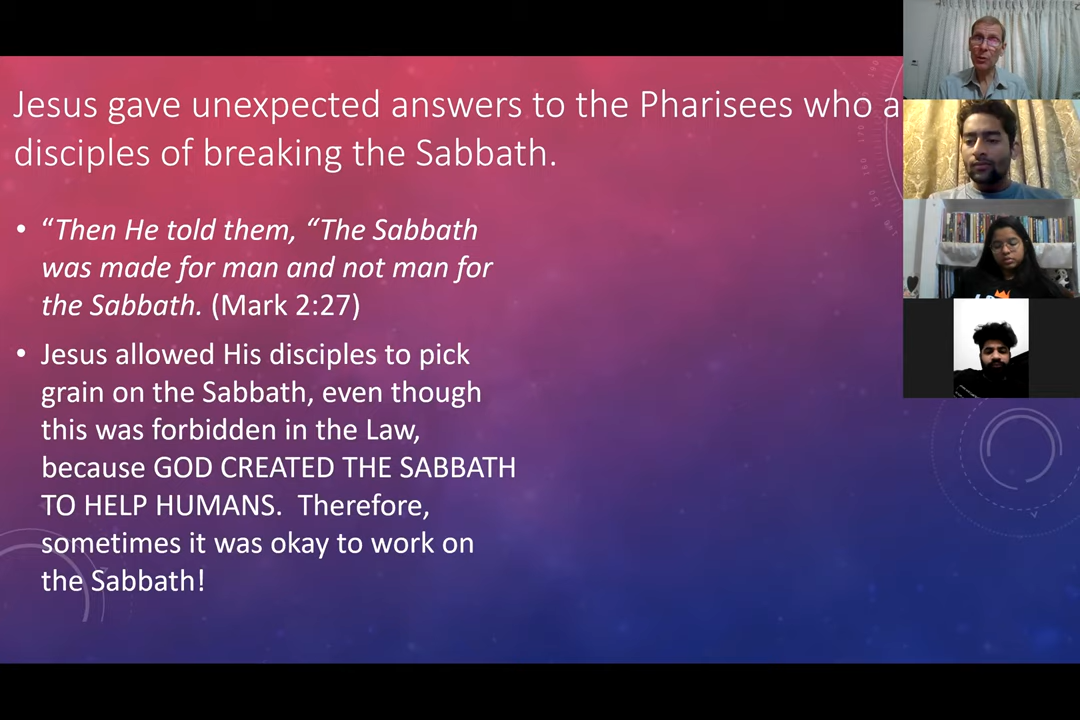 Jesus gave unexpected answers to the Pharisees who a
disciples of breaking the Sabbath.
• “Then He told them, “The Sabbath
was made for man and not man for
the Sabbath. (Mark 2:27)
• Jesus allowed His disciples to pick
grain on the Sabbath, even though
this was forbidden in the Law,
because GOD CREATED THE SABBATH
TO HELP HUMANS.  Therefore,
sometimes it was okay to work on
the Sabbath!